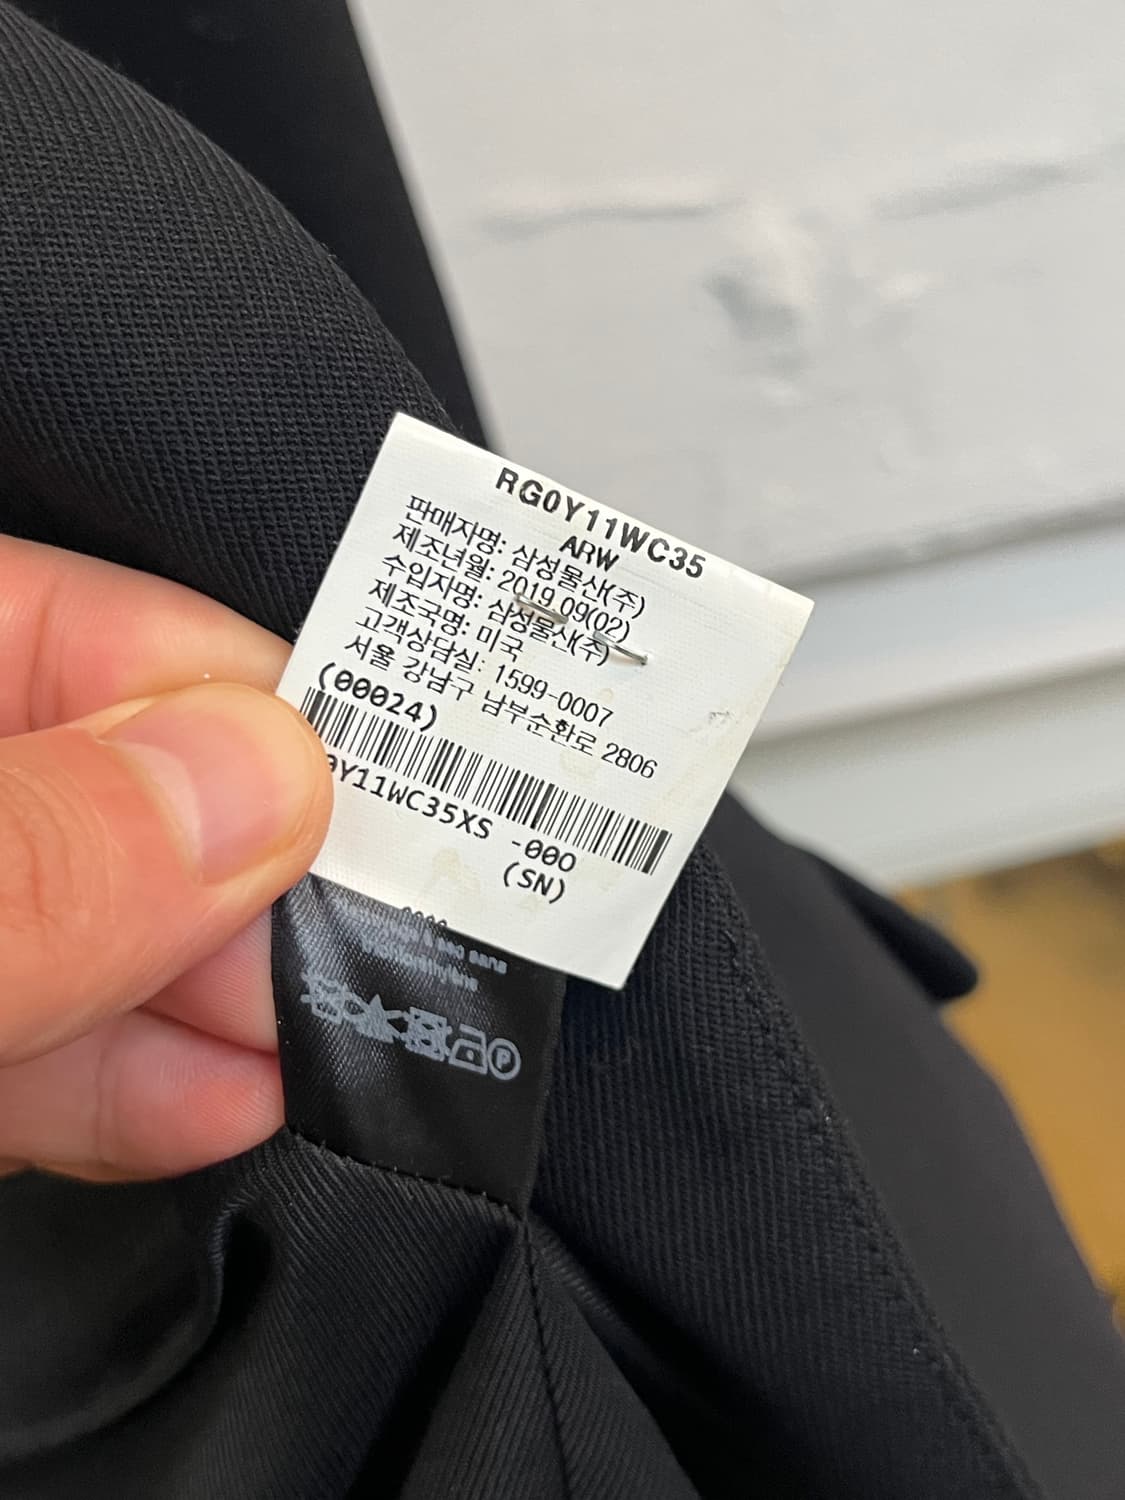 RG0Y11WC35
ARW
판매자명: 삼성물산(주)
제조년월: 2019.09(02)
수입자명: 삼성물산(주)
제조국명: 미국
고객상담실: 1599-0007
서울 강남구 남부순환로 2806
(00024)
0Y11WC35XS -00O
(SN)
P